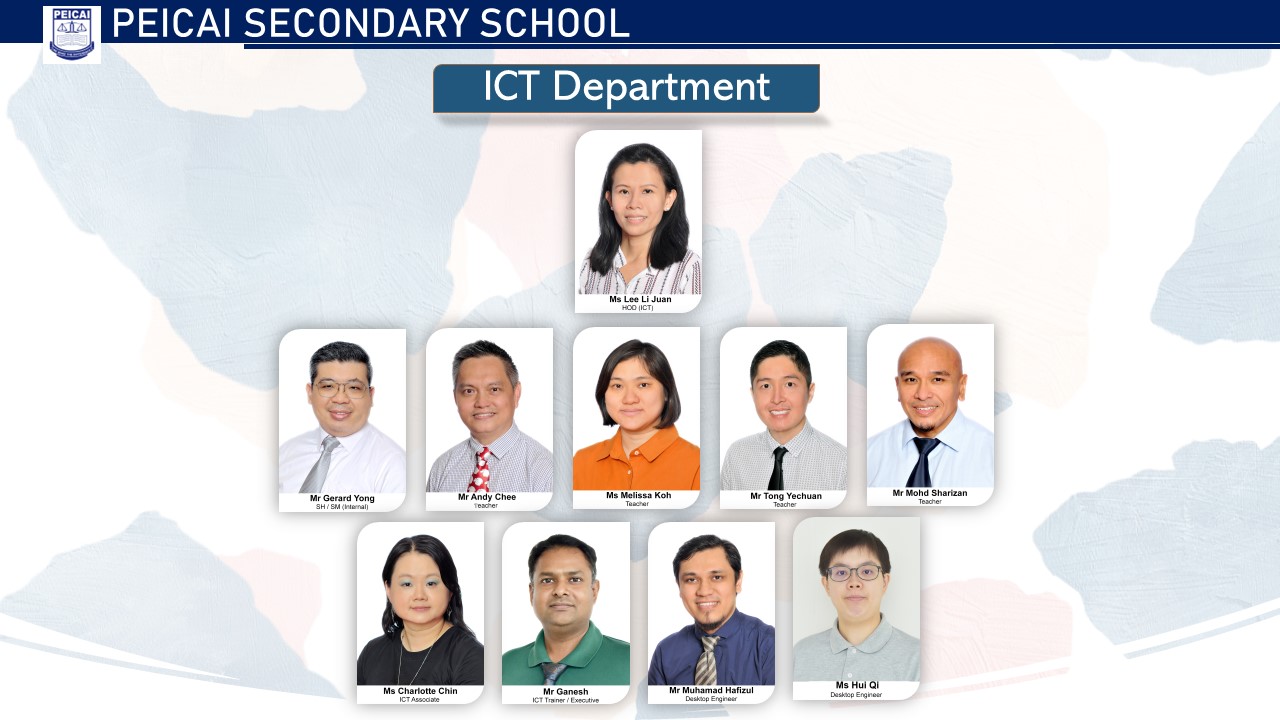 PEICAI
PEICAI SECONDARY SCHOOL
ICT Department
Ms Lee Li Juan
HOD (ICT)
Mr Gerard Yong
SH / SM (Internal)
Mr Andy Chee
Teacher
Ms Melissa Koh
Teacher
Mr Tong Yechuan
Teacher
Mr Mohd Sharizan
Teacher
Ms Charlotte Chin
ICT Associate
Mr Ganesh
ICT Trainer / Executive
Mr Muhamad Hafizul
Desktop Engineer
Ms Hui Qi
Desktop Engineer